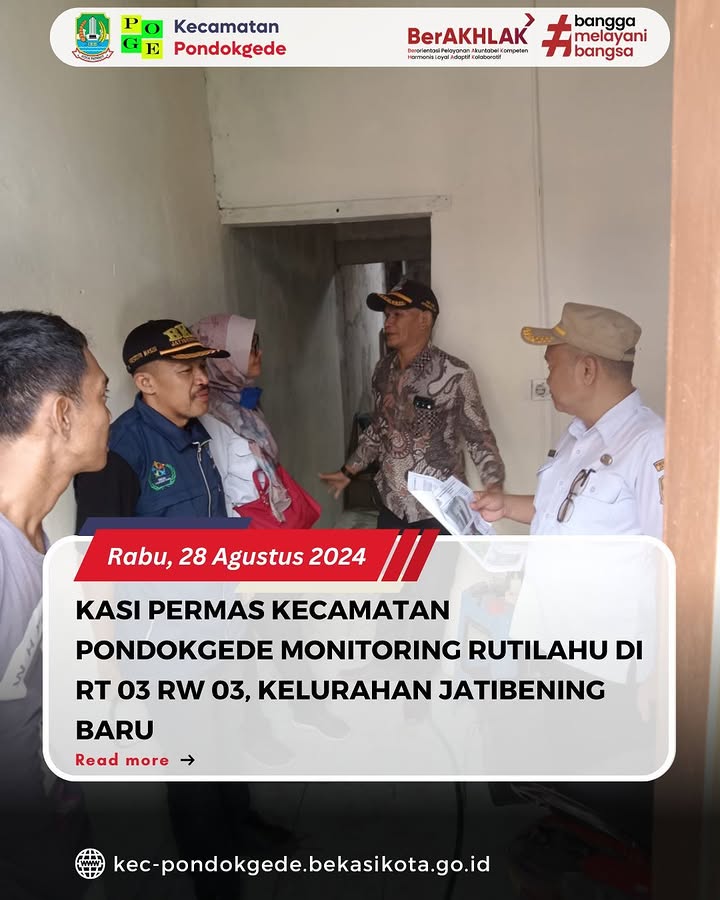 POGE
Kecamatan
Pondokgede
BerAKHLAK
Berorientasi Pelayanan Akuntabel Kompeten
Harmonis Loyal Adaptif Kolaboratif
#bangga
melayani
bangsa
Rabu, 28 Agustus 2024
KASI PERMAS KECAMATAN
PONDOKGEDE MONITORING RUTILAHU DI
RT 03 RW 03, KELURAHAN JATIBENING
BARU
Read more →
kec-pondokgede.bekasikota.go.id